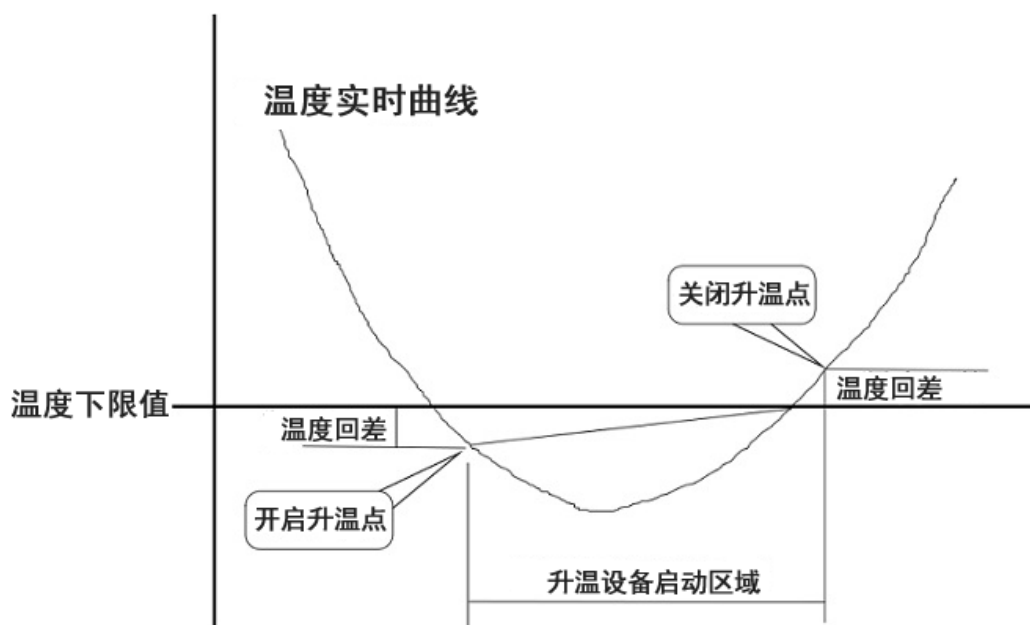 温度实时曲线
关闭升温点
温度下限值
温度回差
温度回差
开启升温点
升温设备启动区域